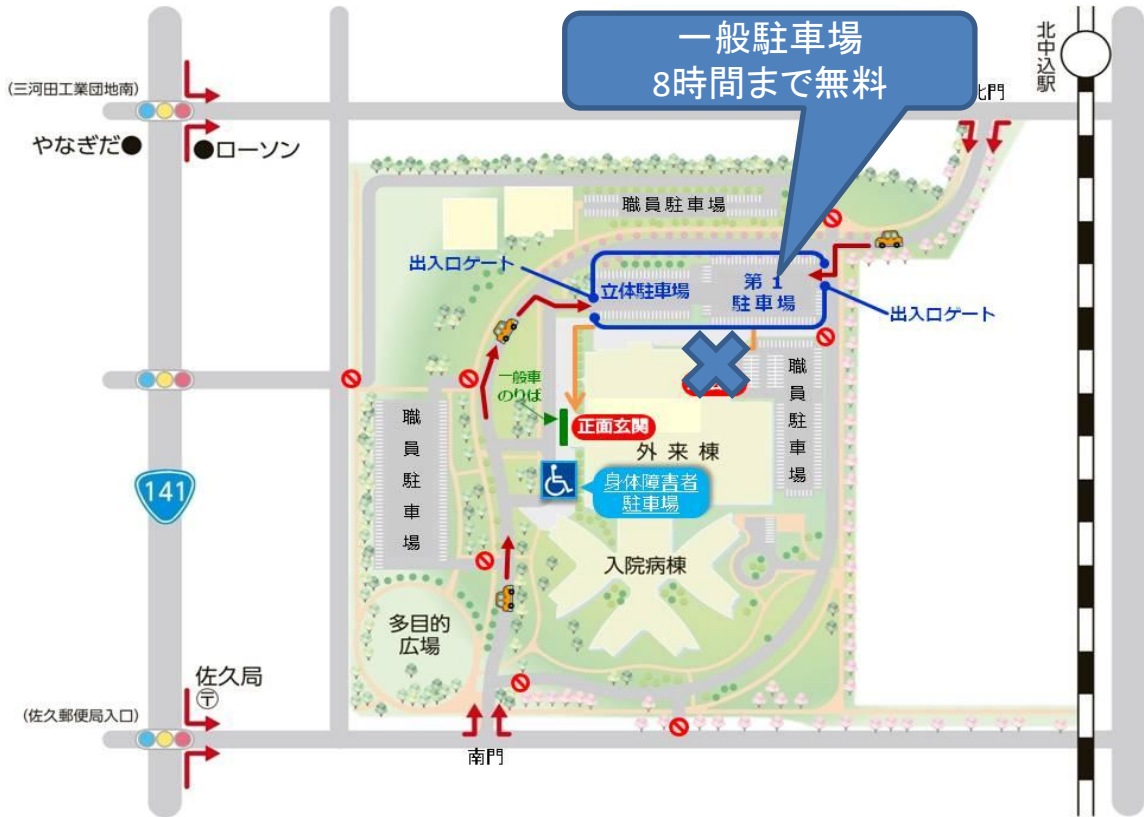 一般駐車場
8時間まで無料
北中込駅
(三河田工業団地南)
北門
やなぎだ
ローソン
職員駐車場
出入口ゲート
立体駐車場
第1
駐車場
出入口ゲート
一般車
のりば
正面玄関
外来棟
職員駐車場
職員駐車場
141
身体障害者
駐車場
入院病棟
多目的
広場
佐久局
〒
(佐久郵便局入口)
南門